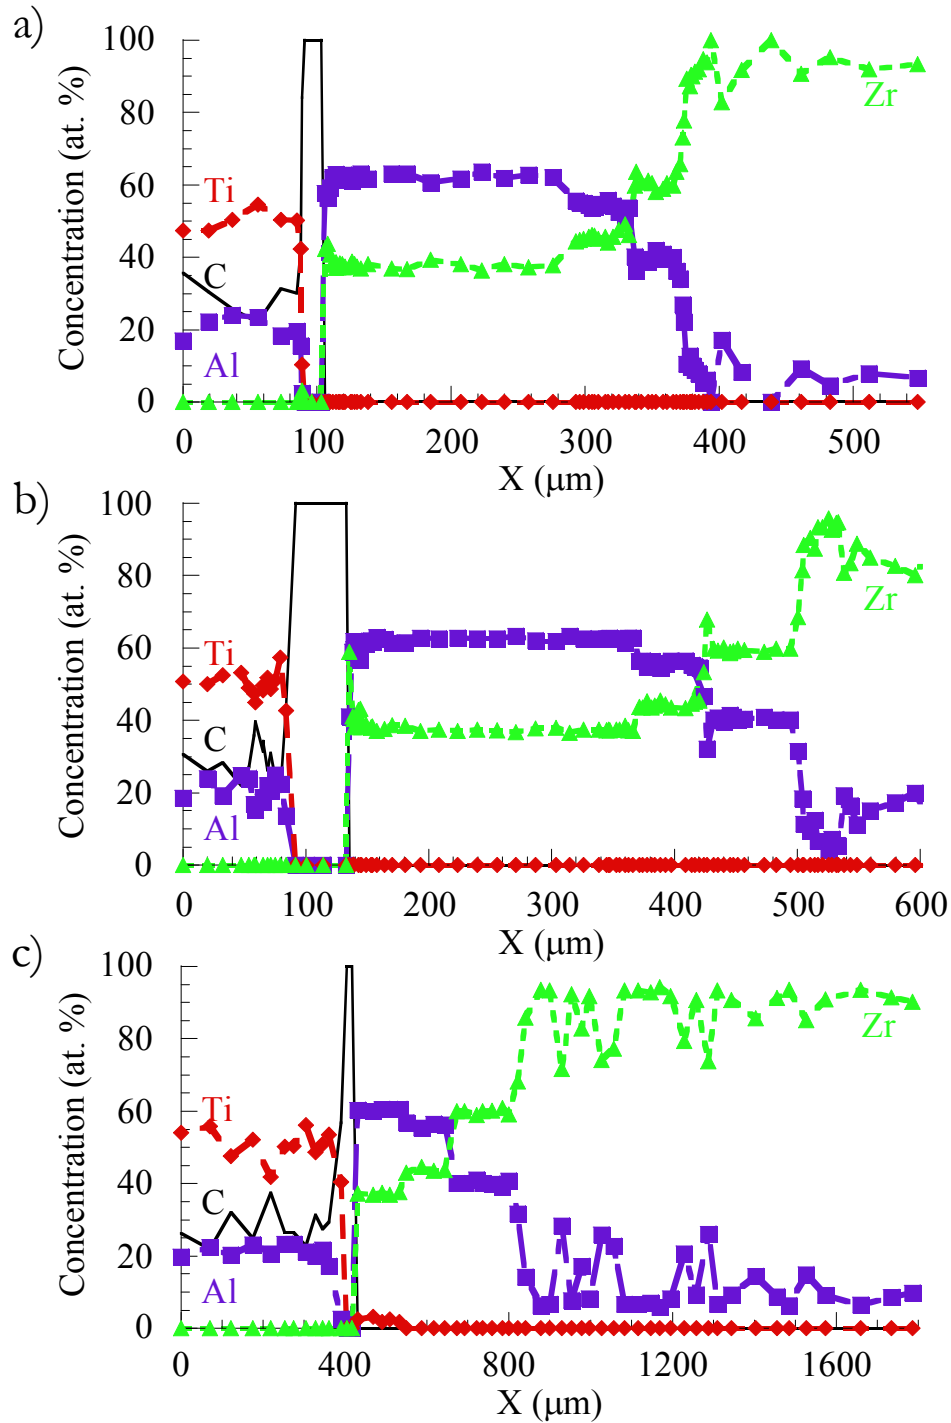 a)
100
80
60
40
20
0
Concentration (at. %)
Ti
C
Al
Zr
0 100 200 300 400 500
X (μm)
b)
100
80
60
40
20
0
Concentration (at. %)
Ti
C
Al
Zr
0 100 200 300 400 500 600
X (μm)
c)
100
80
60
40
20
0
Concentration (at. %)
Ti
C
Al
Zr
0 400 800 1200 1600
X (μm)